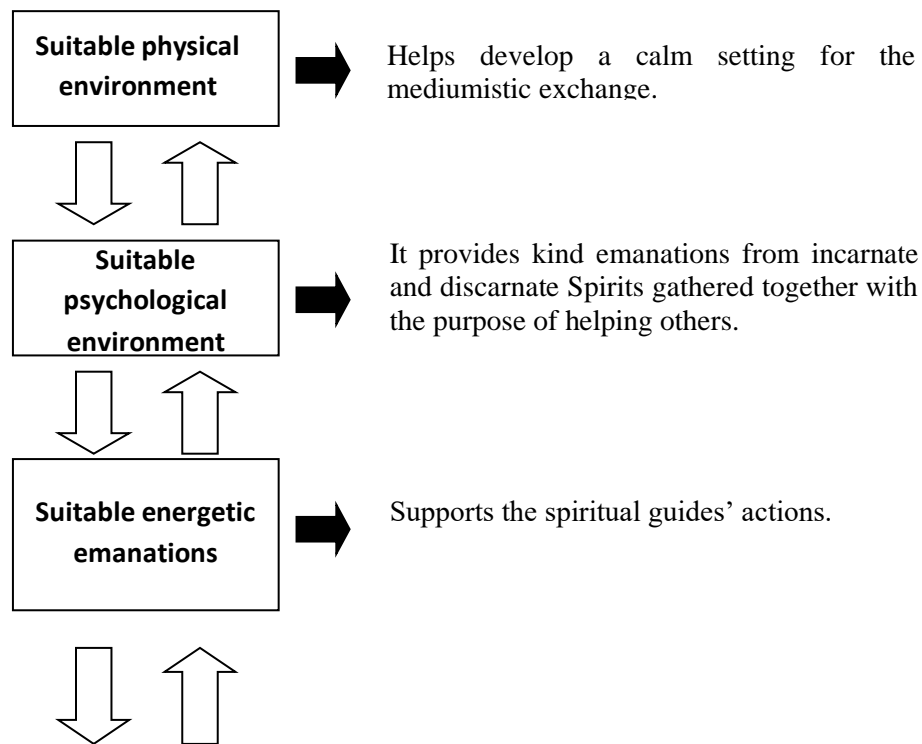 Suitable physical
environment
Helps develop a calm setting for the
mediumistic exchange.
Suitable
psychological
environment
It provides kind emanations from incarnate
and discarnate Spirits gathered together with
the purpose of helping others.
Suitable energetic
emanations
Supports the spiritual guides’ actions.